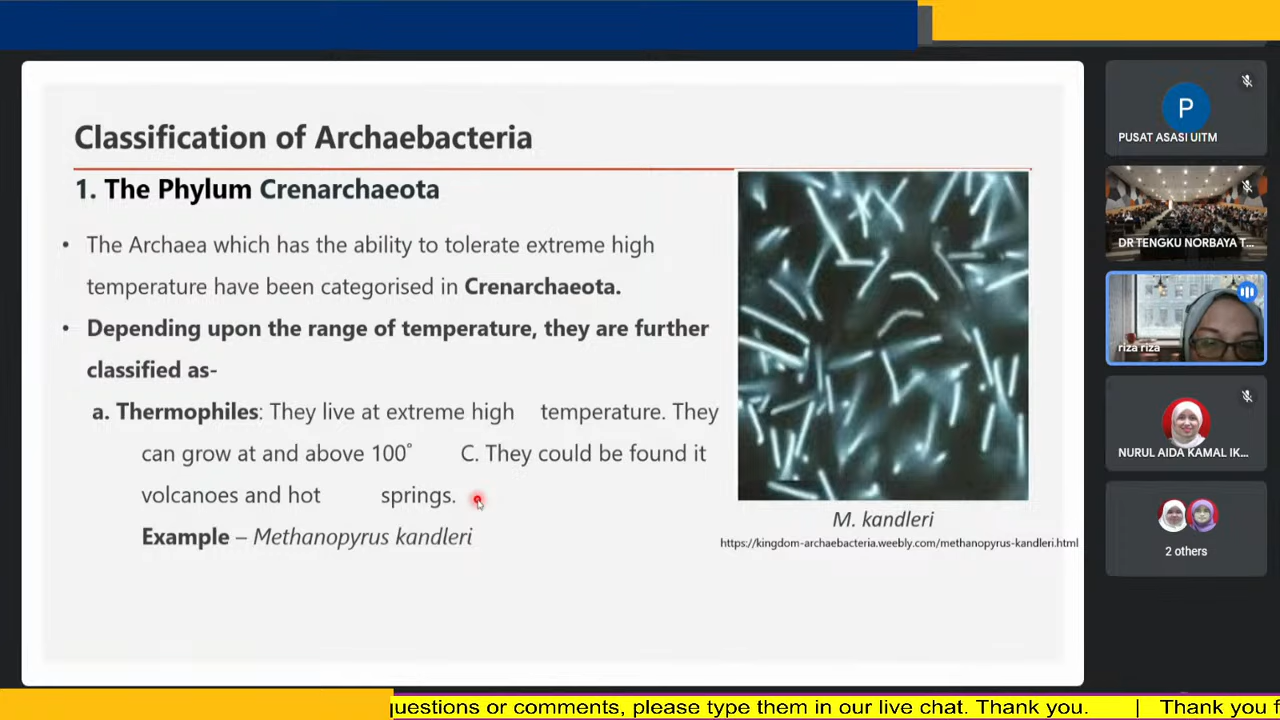 Classification of Archaebacteria
1. The Phylum Crenarchaeota
• The Archaea which has the ability to tolerate extreme high
temperature have been categorised in Crenarchaeota.
• Depending upon the range of temperature, they are further
classified as-
a. Thermophiles: They live at extreme high temperature. They
can grow at and above 100° C. They could be found it
volcanoes and hot springs.
Example – Methanopyrus kandleri
M. kandleri
https://kingdom-archaebacteria.weebly.com/methanopyrus-kandleri.html
P
PUSAT ASASI UITM
DR TENGKU NORBAYA T...
riza riza
NURUL AIDA KAMAL IK...
2 others
uestions or comments, please type them in our live chat. Thank you. | Thank you f